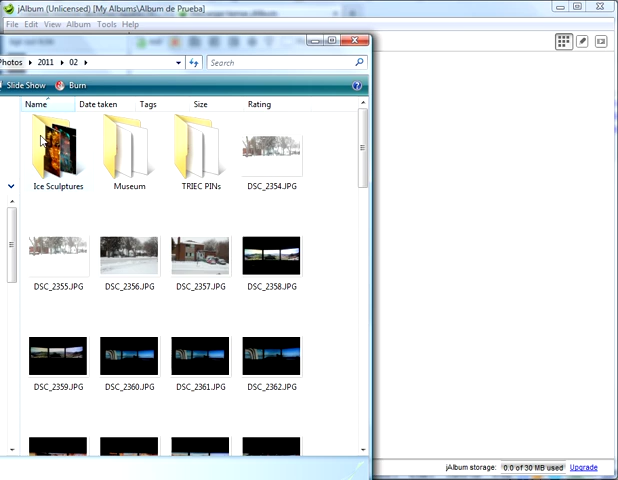 jAlbum (Unlicensed) [My Albums\Album de Prueba]
File Edit View Album Tools Help
Photos ▸ 2011 ▸ 02 ▸ Search
Slide Show Burn
Name Date taken Tags Size Rating
Ice Sculptures Museum TRIEC PINs DSC_2354.JPG
DSC_2355.JPG DSC_2356.JPG DSC_2357.JPG DSC_2358.JPG
DSC_2359.JPG DSC_2360.JPG DSC_2361.JPG DSC_2362.JPG
jAlbum storage: 0.0 of 30 MB used Upgrade